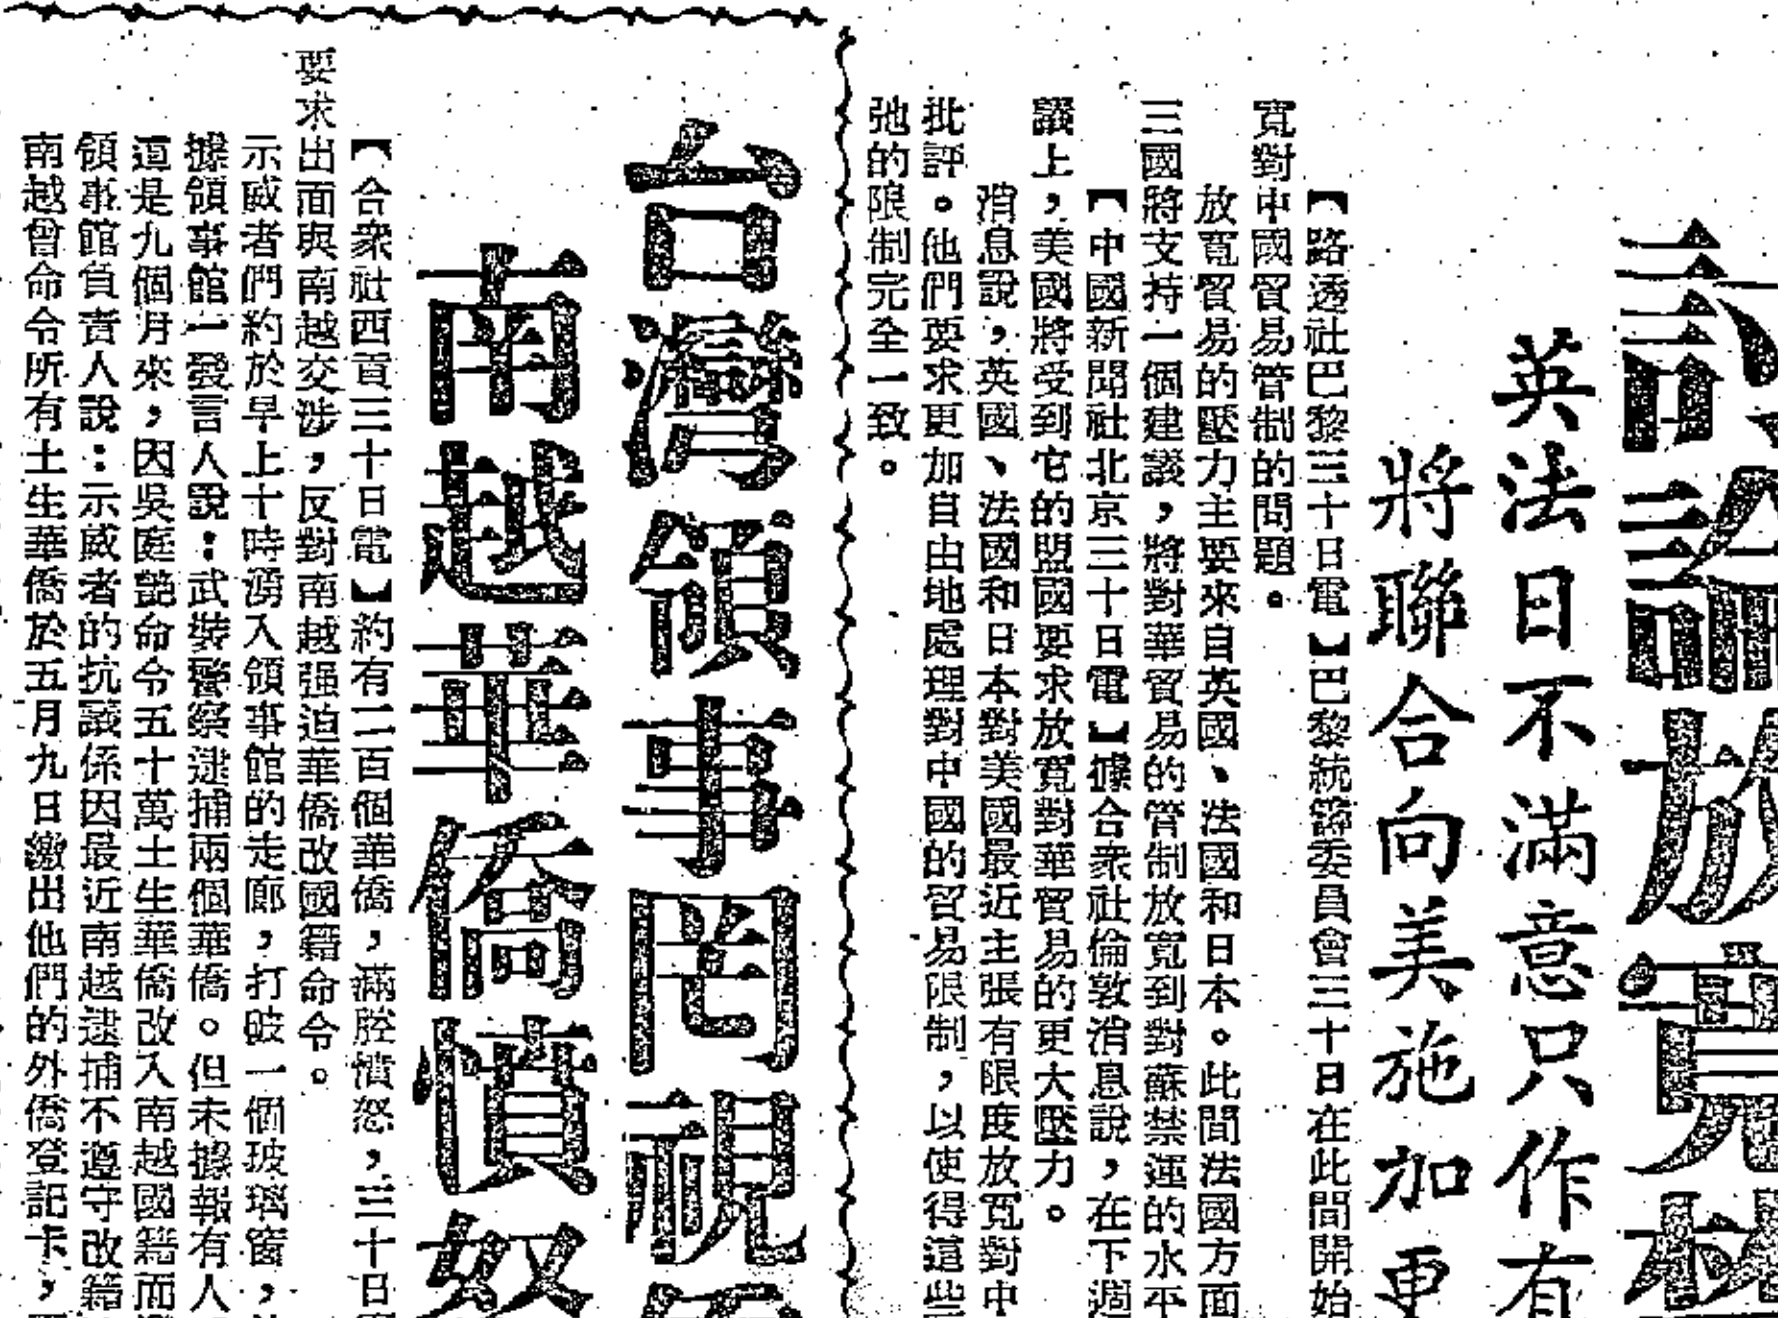 討論放寬禁
英法日不滿意只作有
將聯合向美施加更
【路透社巴黎三十日電】巴黎統籌委員會三十日在此間開始
寬對中國貿易管制的問題。
放寬貿易的壓力主要來自英國、法國和日本。此間法國方面
三國將支持一個建議，將對華貿易的管制放寬到對蘇禁運的水平
【中國新聞社北京三十日電】據合衆社倫敦消息說，在下週
議上，美國將受到它的盟國要求放寬對華貿易的更大壓力。
消息說，英國、法國和日本對美國最近主張有限度放寬對中
批評。他們要求更加自由地處理對中國的貿易限制，以使得這些
弛的限制完全一致。
台灣領事罔視
南越華僑憤怒
【合衆社西貢三十日電】約有二百個華僑，滿腔憤怒，三十日
要求出面與南越交涉，反對南越强迫華僑改國籍命令。
示威者們約於早上十時湧入領事館的走廊，打破一個玻璃窗，
據領事館一發言人說：武裝警察逮捕兩個華僑。但未據報有人
這是九個月來，因吳庭艷命令五十萬土生華僑改入南越國籍而
領事館負責人說：示威者的抗議係因最近南越逮捕不遵守改籍
南越曾命令所有土生華僑於五月九日繳出他們的外僑登記卡，